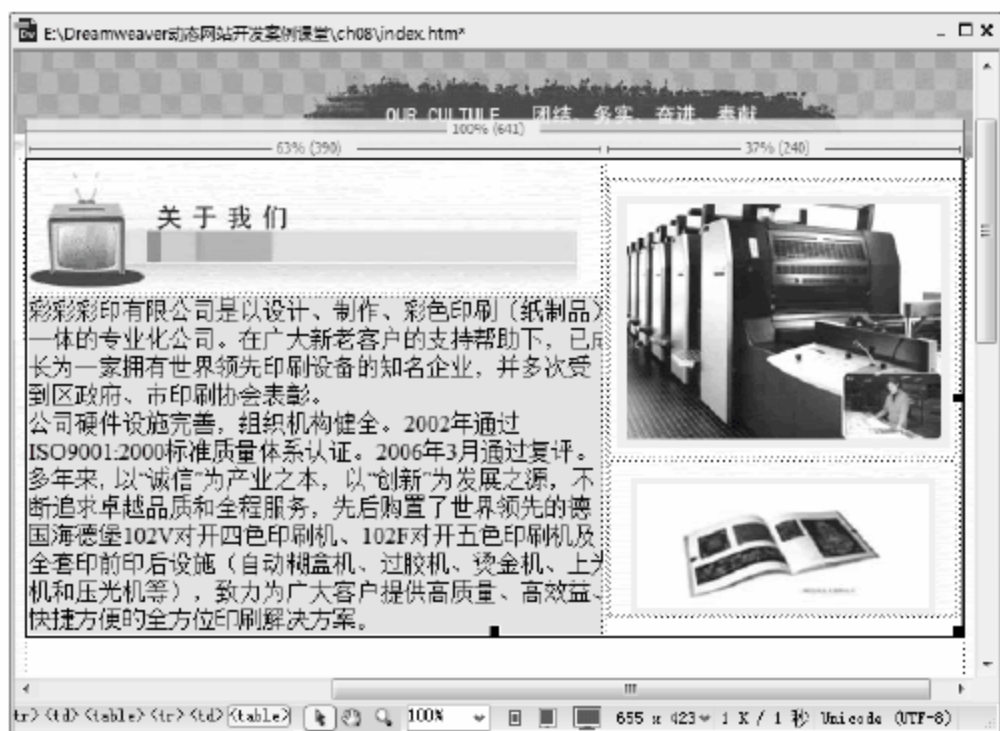 E:\Dreamweaver动态网站开发案例课堂\ch08\index.htm*
OUR CULTULE 团结、务实、奋进、奉献
100% (641)
63% (390)
37% (240)
关于我们
彩彩彩印有限公司是以设计、制作、彩色印刷（纸制品）
一体的专业化公司。在广大新老客户的支持帮助下，已成
长为一家拥有世界领先印刷设备的知名企业，并多次受
到区政府、市印刷协会表彰。
公司硬件设施完善，组织机构健全。2002年通过
ISO9001:2000标准质量体系认证。2006年3月通过复评。
多年来，以“诚信”为产业之本，以“创新”为发展之源，不
断追求卓越品质和全程服务，先后购置了世界领先的德
国海德堡102V对开四色印刷机、102F对开五色印刷机及
全套印前印后设施（自动糊盒机、过胶机、烫金机、上光
机和压光机等），致力为广大客户提供高质量、高效益、
快捷方便的全方位印刷解决方案。
tr> <td> <table> <tr> <td> <table> 100% 655 x 423 1 K / 1 秒 Unicode (UTF-8)